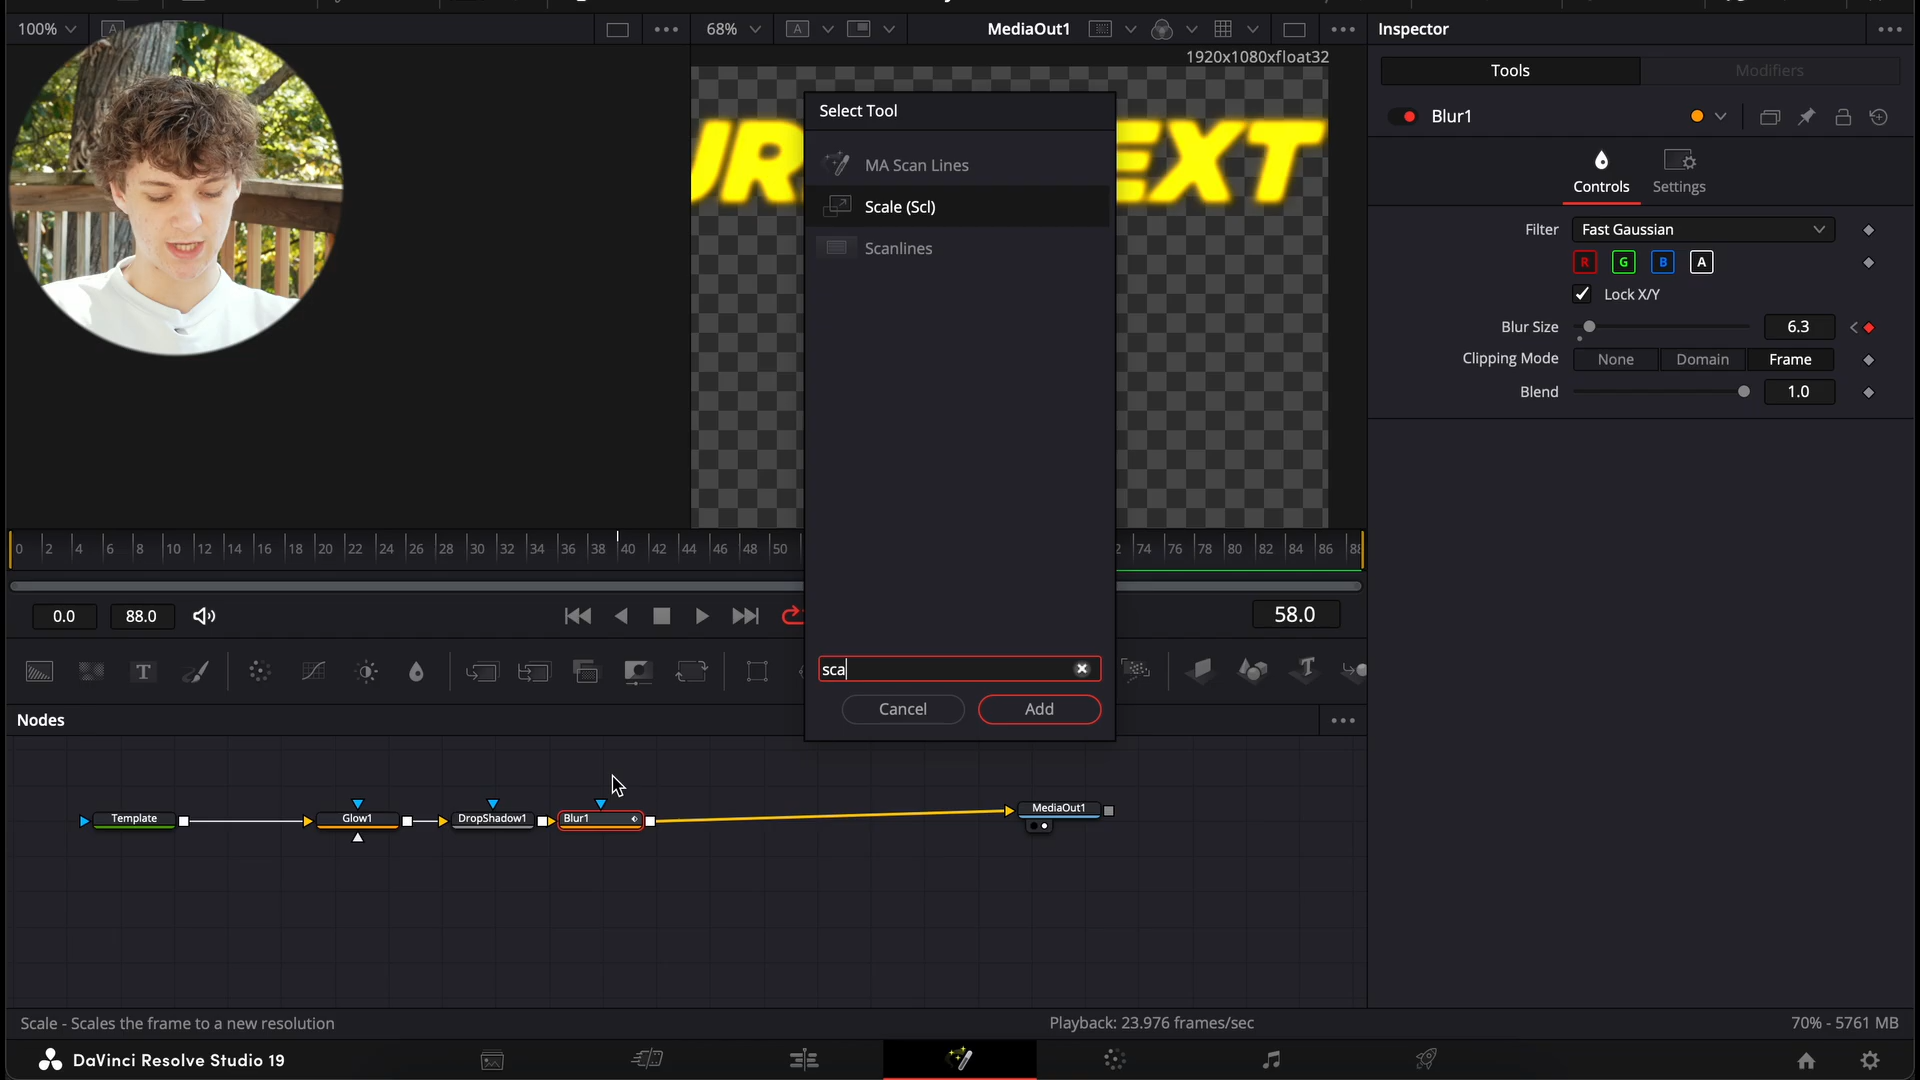 100%
68%
MediaOut1
Inspector
1920x1080xfloat32
Tools
Modifiers
Select Tool
MA Scan Lines
Scale (Scl)
Scanlines
sca
Cancel
Add
UR
EXT
Blur1
Controls
Settings
Filter
Fast Gaussian
R G B A
Lock X/Y
Blur Size
6.3
Clipping Mode
None
Domain
Frame
Blend
1.0
0 2 4 6 8 10 12 14 16 18 20 22 24 26 28 30 32 34 36 38 40 42 44 46 48 50
74 76 78 80 82 84 86
0.0
88.0
58.0
T
Nodes
Template
Glow1
DropShadow1
Blur1
MediaOut1
Scale - Scales the frame to a new resolution
Playback: 23.976 frames/sec
70% - 5761 MB
DaVinci Resolve Studio 19